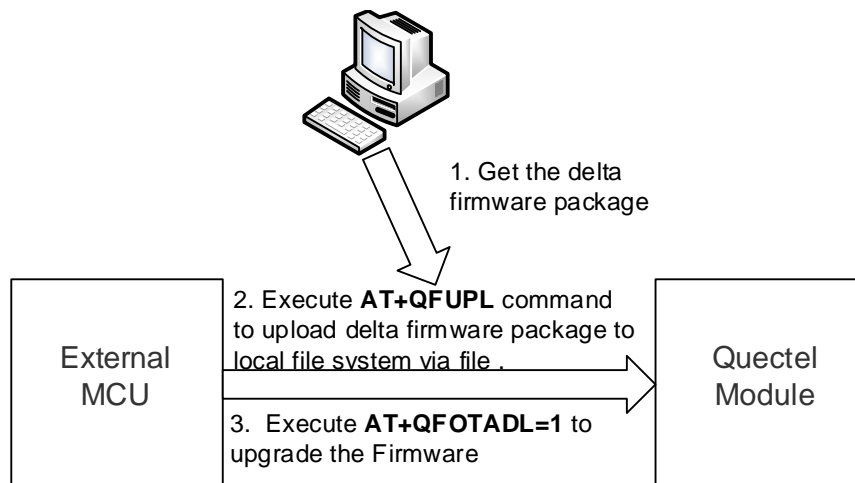 1. Get the delta
firmware package
2. Execute AT+QFUPL command
to upload delta firmware package to
local file system via file .
External
MCU
Quectel
Module
3. Execute AT+QFOTADL=1 to
upgrade the Firmware